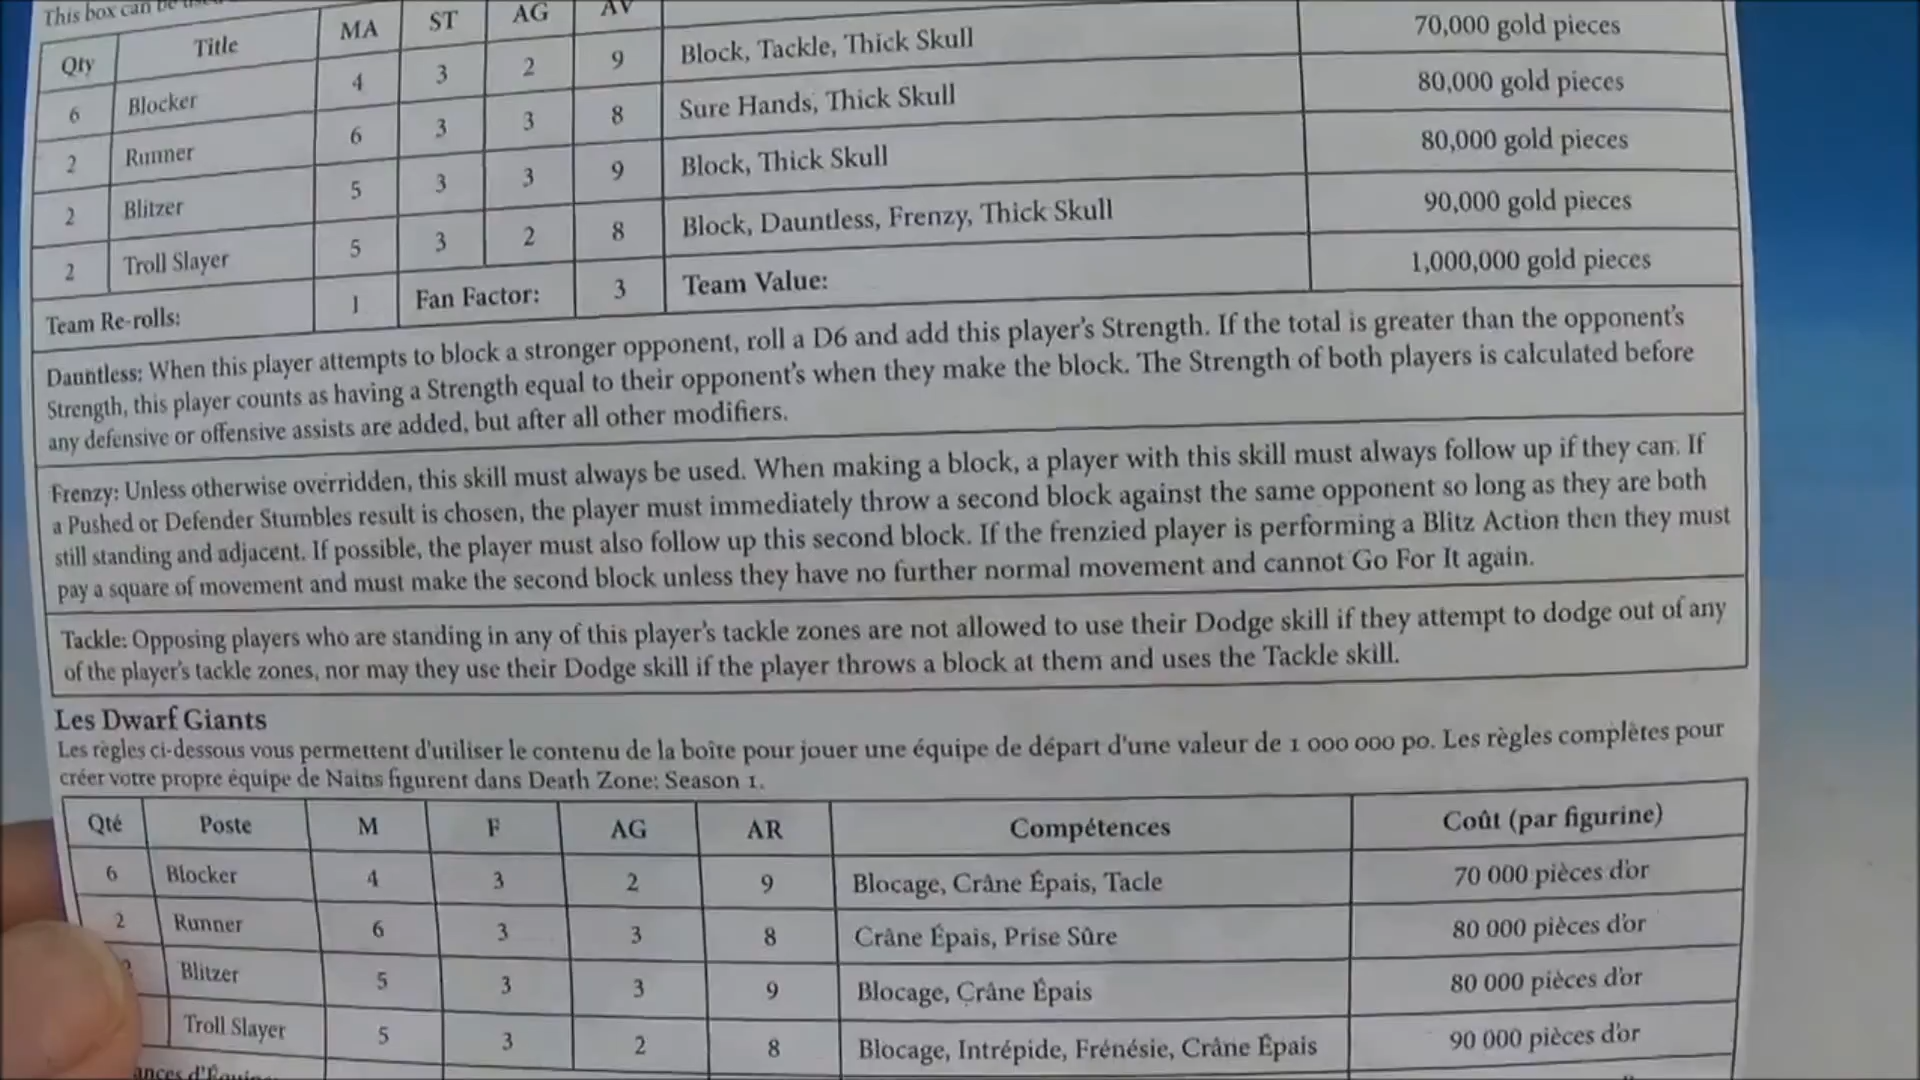 This box can be
Qty Title MA ST AG AV
6 Blocker 4 3 2 9 Block, Tackle, Thick Skull 70,000 gold pieces
2 Runner 6 3 3 8 Sure Hands, Thick Skull 80,000 gold pieces
2 Blitzer 5 3 3 9 Block, Thick Skull 80,000 gold pieces
2 Troll Slayer 5 3 2 8 Block, Dauntless, Frenzy, Thick Skull 90,000 gold pieces
Team Re-rolls: 1 Fan Factor: 3 Team Value: 1,000,000 gold pieces
Dauntless: When this player attempts to block a stronger opponent, roll a D6 and add this player's Strength. If the total is greater than the opponent's
Strength, this player counts as having a Strength equal to their opponent's when they make the block. The Strength of both players is calculated before
any defensive or offensive assists are added, but after all other modifiers.
Frenzy: Unless otherwise overridden, this skill must always be used. When making a block, a player with this skill must always follow up if they can. If
a Pushed or Defender Stumbles result is chosen, the player must immediately throw a second block against the same opponent so long as they are both
still standing and adjacent. If possible, the player must also follow up this second block. If the frenzied player is performing a Blitz Action then they must
pay a square of movement and must make the second block unless they have no further normal movement and cannot Go For It again.
Tackle: Opposing players who are standing in any of this player's tackle zones are not allowed to use their Dodge skill if they attempt to dodge out of any
of the player's tackle zones, nor may they use their Dodge skill if the player throws a block at them and uses the Tackle skill.
Les Dwarf Giants
Les règles ci-dessous vous permettent d'utiliser le contenu de la boîte pour jouer une équipe de départ d'une valeur de 1 000 000 po. Les règles complètes pour
créer votre propre équipe de Nains figurent dans Death Zone: Season 1.
Qté Poste M F AG AR Compétences Coût (par figurine)
6 Blocker 4 3 2 9 Blocage, Crâne Épais, Tacle 70 000 pièces d'or
2 Runner 6 3 3 8 Crâne Épais, Prise Sûre 80 000 pièces d'or
Blitzer 5 3 3 9 Blocage, Crâne Épais 80 000 pièces d'or
Troll Slayer 5 3 2 8 Blocage, Intrépide, Frénésie, Crâne Épais 90 000 pièces d'or